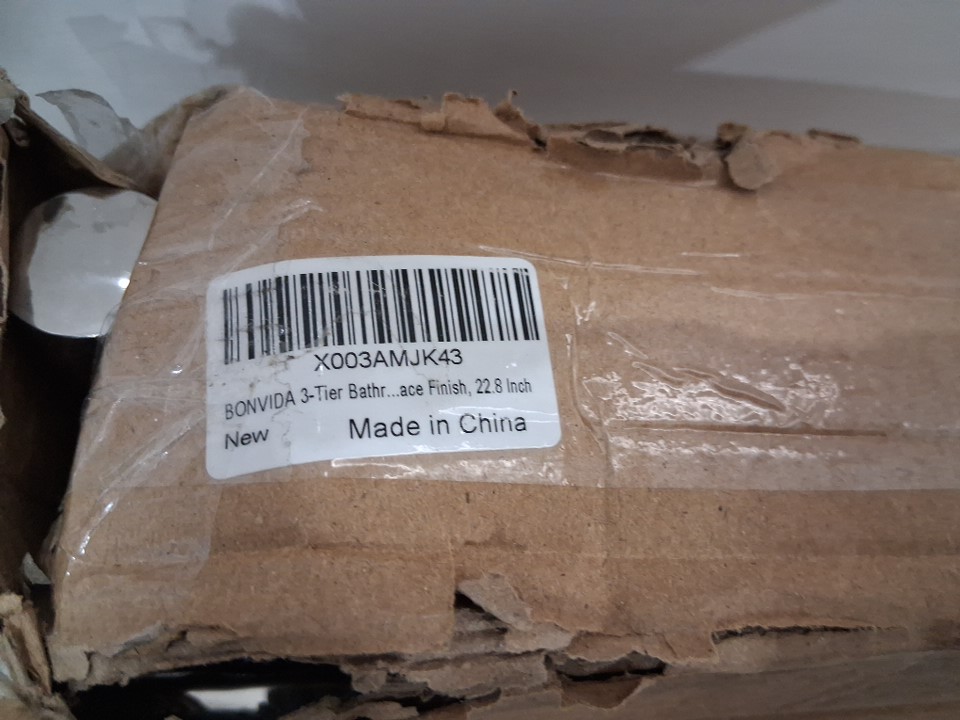 X003AMJK43
BONVIDA 3-Tier Bathr...ace Finish, 22.8 Inch
New
Made in China